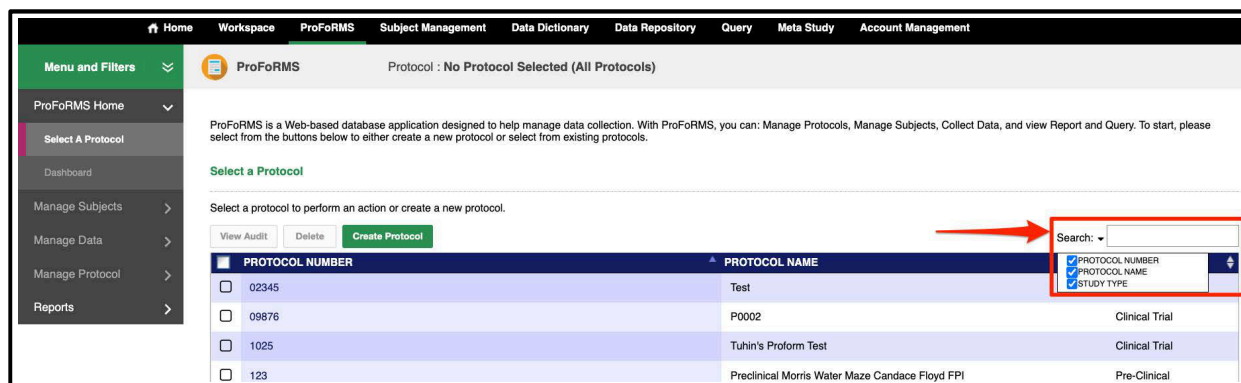 Home Workspace ProFoRMS Subject Management Data Dictionary Data Repository Query Meta Study Account Management
Menu and Filters
ProFoRMS Protocol : No Protocol Selected (All Protocols)
ProFoRMS Home
Select A Protocol
Dashboard
Manage Subjects
Manage Data
Manage Protocol
Reports
ProFoRMS is a Web-based database application designed to help manage data collection. With ProFoRMS, you can: Manage Protocols, Manage Subjects, Collect Data, and view Report and Query. To start, please
select from the buttons below to either create a new protocol or select from existing protocols.
Select a Protocol
Select a protocol to perform an action or create a new protocol.
View Audit Delete Create Protocol
Search:
PROTOCOL NUMBER
PROTOCOL NAME
STUDY TYPE
PROTOCOL NUMBER PROTOCOL NAME
02345 Test
09876 P0002 Clinical Trial
1025 Tuhin's Proform Test Clinical Trial
123 Preclinical Morris Water Maze Candace Floyd FPI Pre-Clinical